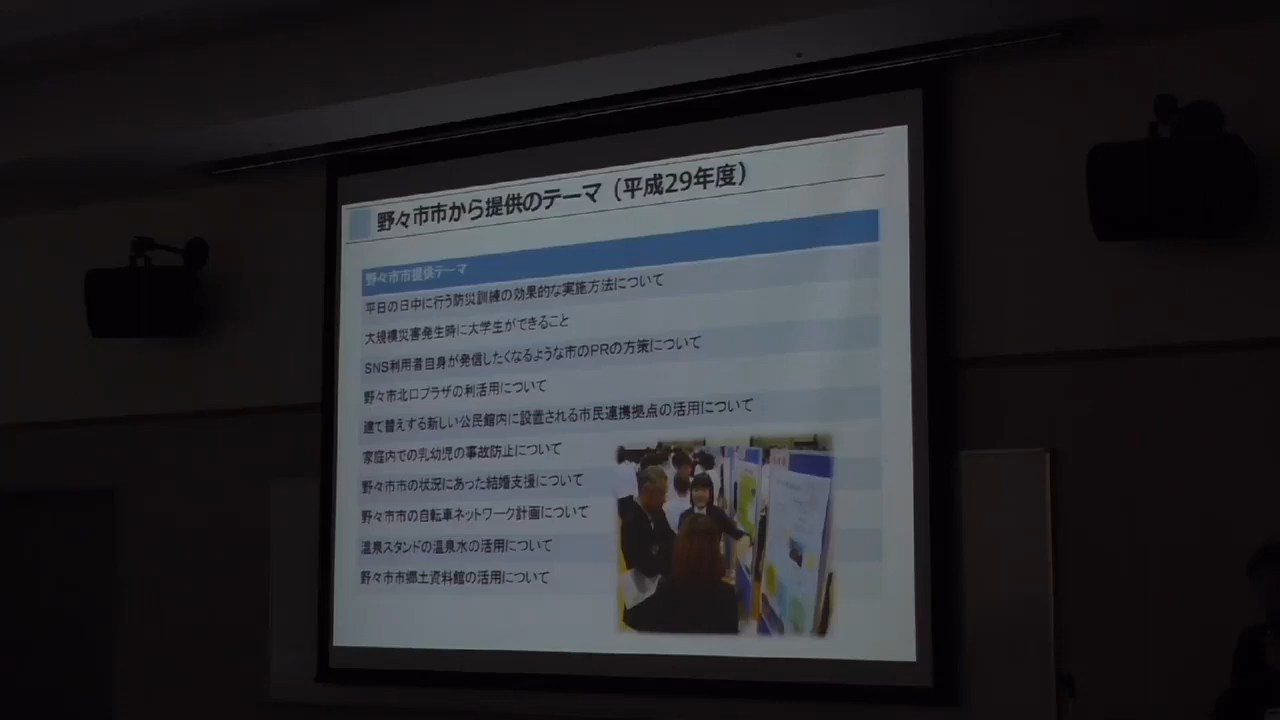 野々市市から提供のテーマ（平成29年度）
野々市市提供テーマ
平日の日中に行う防災訓練の効果的な実施方法について
大規模災害発生時に大学生ができること
SNS利用者自身が発信したくなるような市のPRの方策について
野々市北口プラザの利活用について
建て替えする新しい公民館内に設置される市民連携拠点の活用について
家庭内での乳幼児の事故防止について
野々市市の状況にあった結婚支援について
野々市市の自転車ネットワーク計画について
温泉スタンドの温泉水の活用について
野々市市郷土資料館の活用について